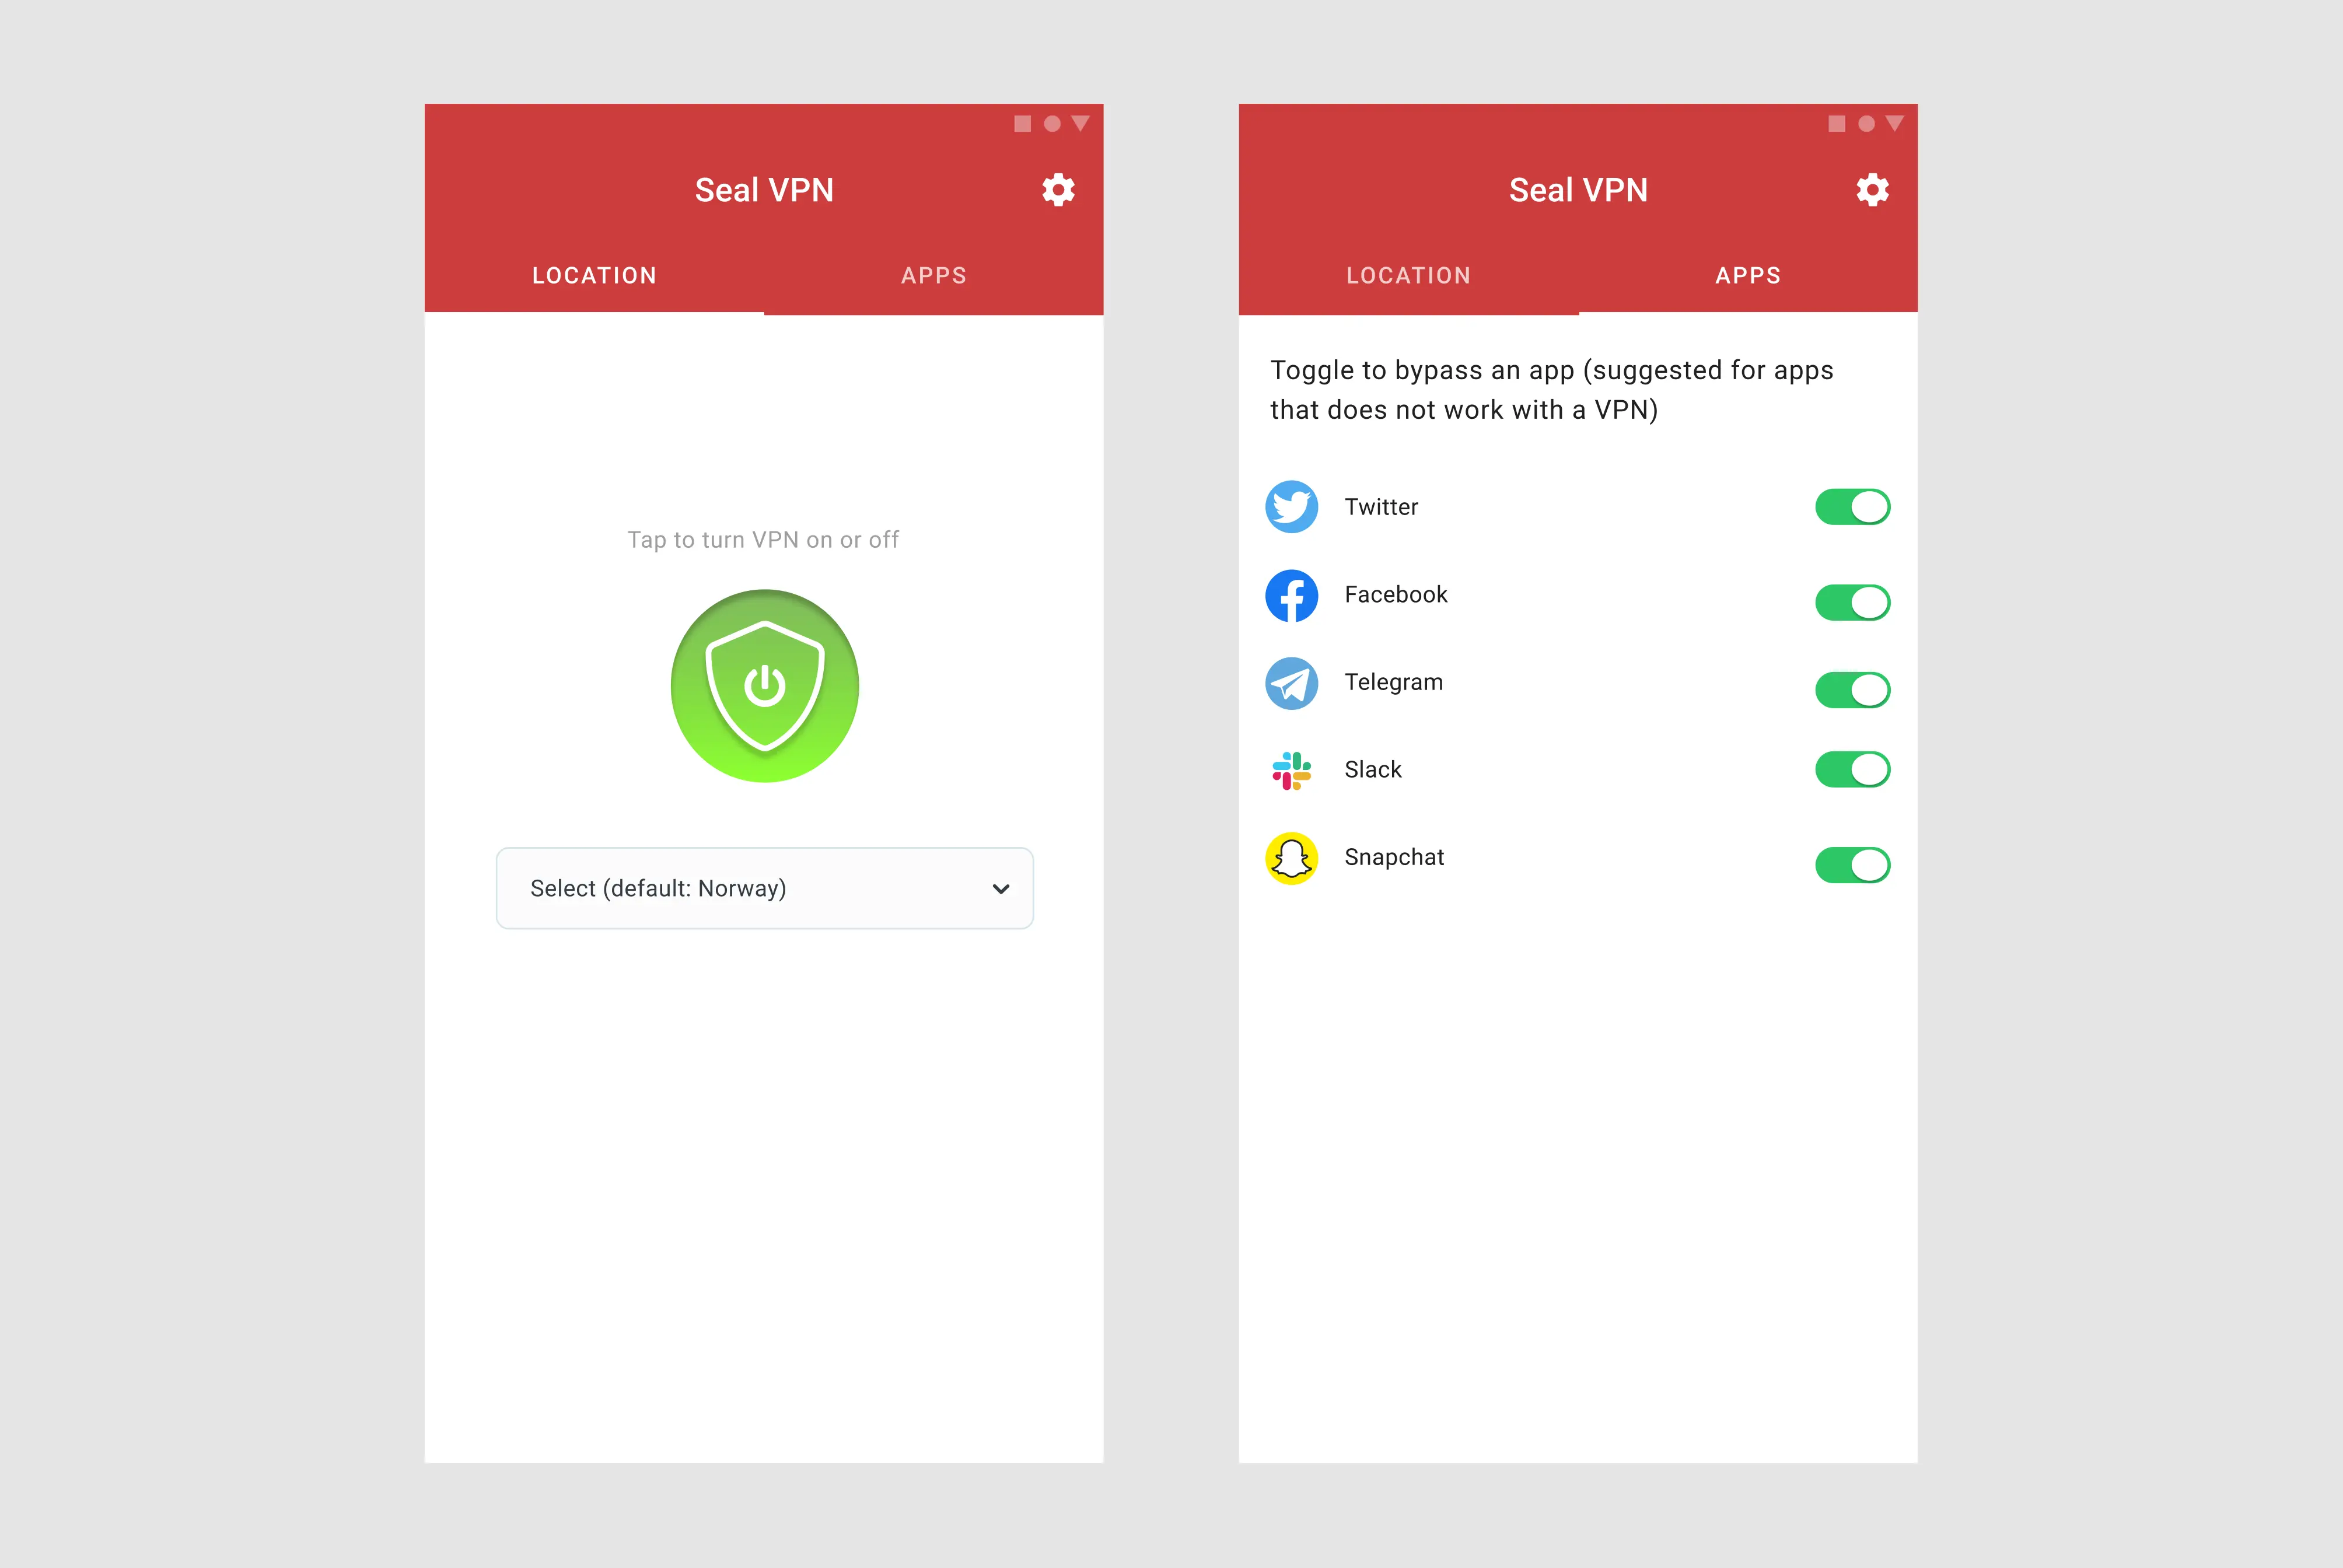 Seal VPN
LOCATION
APPS
Tap to turn VPN on or off
Select (default: Norway)
Seal VPN
LOCATION
APPS
Toggle to bypass an app (suggested for apps
that does not work with a VPN)
Twitter
Facebook
Telegram
Slack
Snapchat